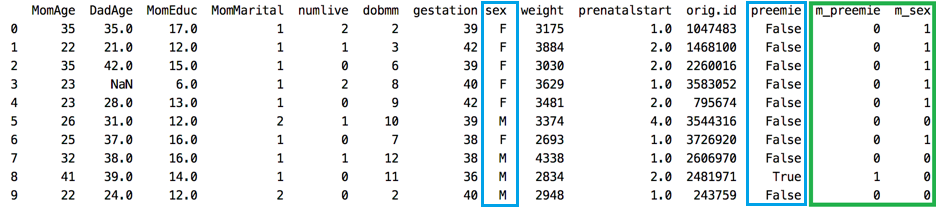 MomAge DadAge MomEduc MomMarital numlive dobmm gestation sex weight prenatalstart orig.id preemie m_preemie m_sex
0 35 35.0 17.0 1 2 2 39 F 3175 1.0 1047483 False 0 1
1 22 21.0 12.0 1 1 3 42 F 3884 2.0 1468100 False 0 1
2 35 42.0 15.0 1 0 6 39 F 3030 2.0 2260016 False 0 1
3 23 NaN 6.0 1 2 8 40 F 3629 1.0 3583052 False 0 1
4 23 28.0 13.0 1 0 9 42 F 3481 2.0 795674 False 0 1
5 26 31.0 12.0 2 1 10 39 M 3374 4.0 3544316 False 0 0
6 25 37.0 16.0 1 0 7 38 F 2693 1.0 3726920 False 0 1
7 32 38.0 16.0 1 1 12 38 M 4338 1.0 2606970 False 0 0
8 41 39.0 14.0 1 0 11 36 M 2834 2.0 2481971 True 1 0
9 22 24.0 12.0 2 0 2 40 M 2948 1.0 243759 False 0 0